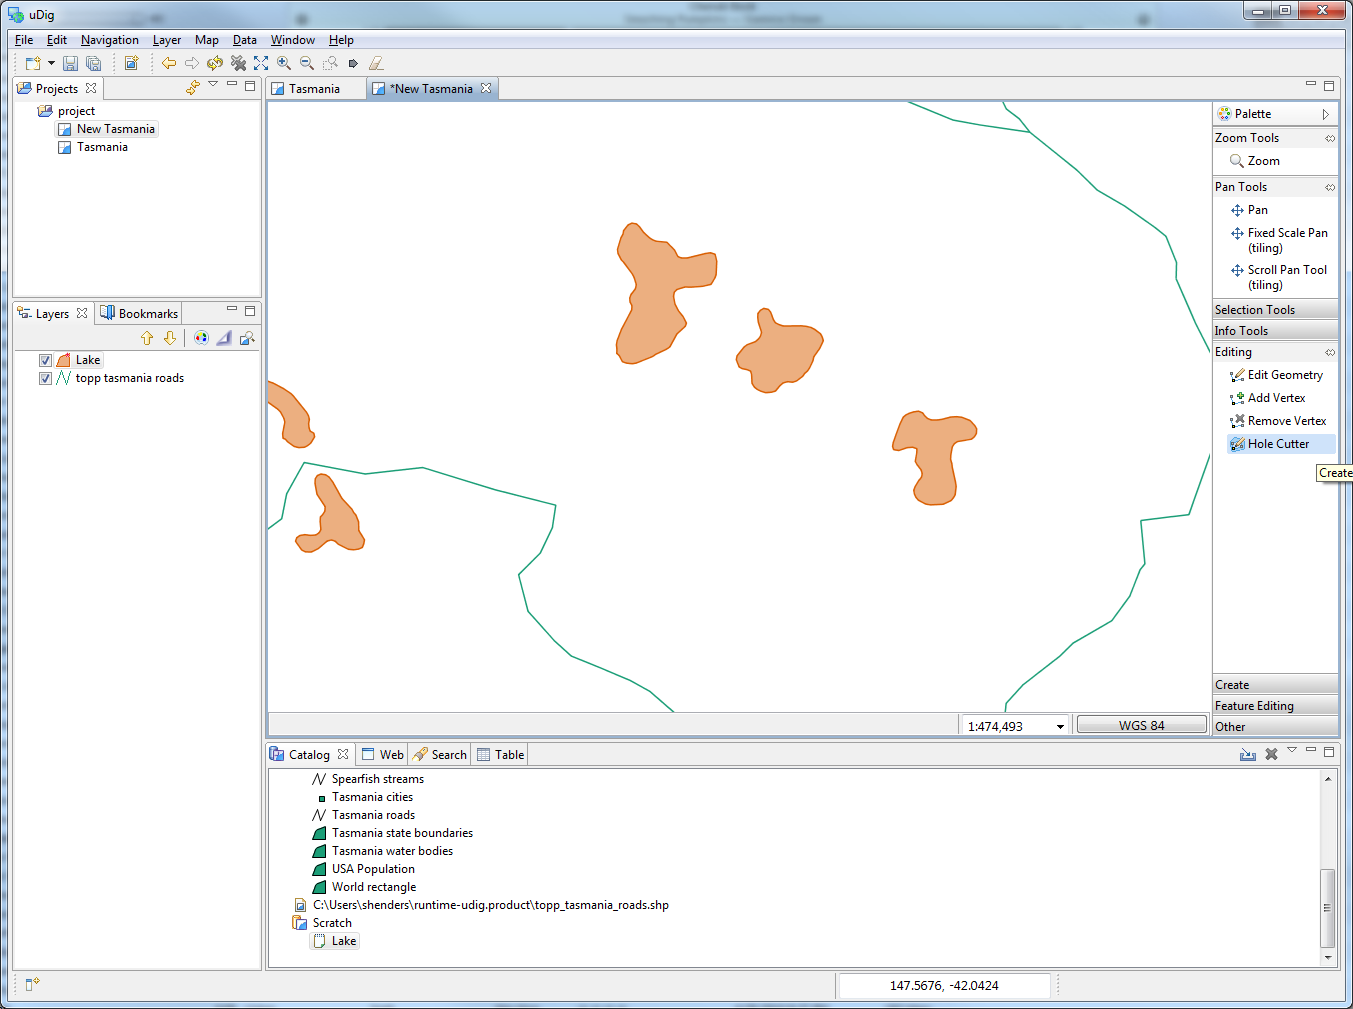 uDig
File Edit Navigation Layer Map Data Window Help
Projects
project
New Tasmania
Tasmania
Layers Bookmarks
Lake
topp tasmania roads
Tasmania *New Tasmania
Palette
Zoom Tools
Zoom
Pan Tools
Pan
Fixed Scale Pan
(tiling)
Scroll Pan Tool
(tiling)
Selection Tools
Info Tools
Editing
Edit Geometry
Add Vertex
Remove Vertex
Hole Cutter
Create
Create
Feature Editing
Other
1:474,493 WGS 84
Catalog Web Search Table
Spearfish streams
Tasmania cities
Tasmania roads
Tasmania state boundaries
Tasmania water bodies
USA Population
World rectangle
C:\Users\shenders\runtime-udig.product\topp_tasmania_roads.shp
Scratch
Lake
147.5676, -42.0424